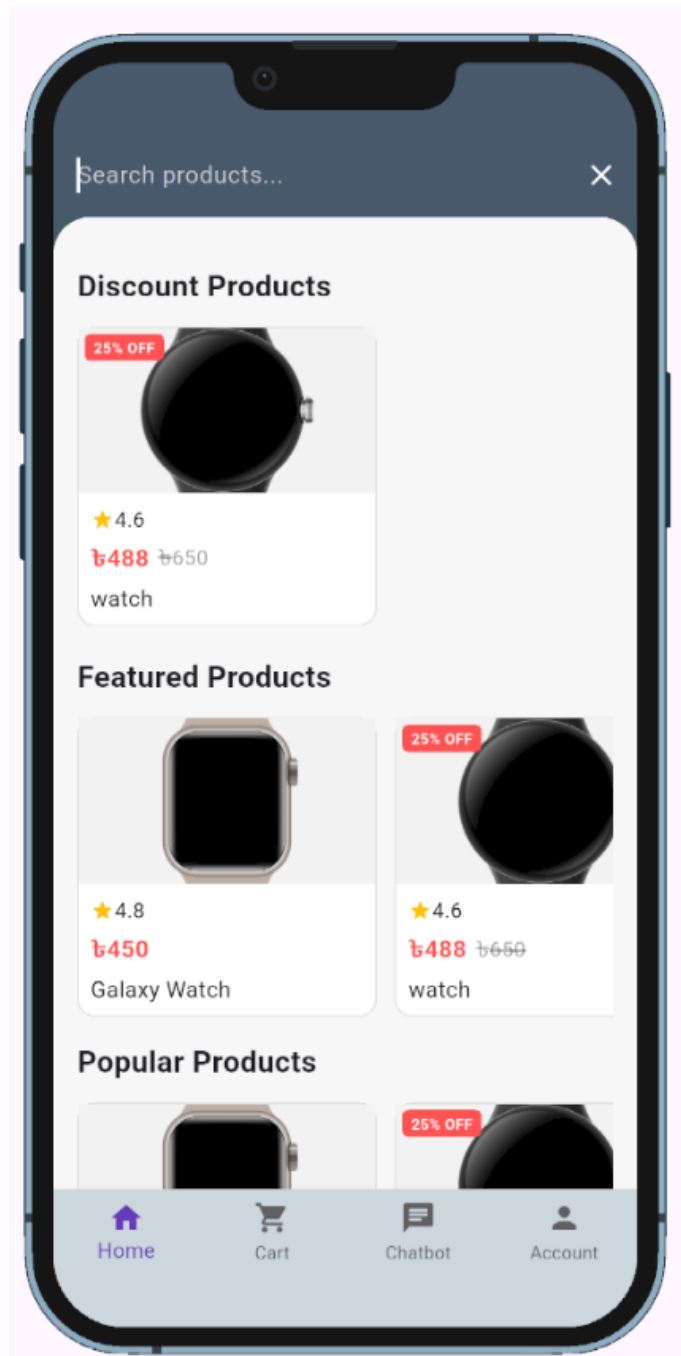 Search products...
Discount Products
25% OFF
4.6
৳488 ৳650
watch
Featured Products
25% OFF
4.8
৳450
Galaxy Watch
4.6
৳488 ৳650
watch
Popular Products
25% OFF
Home
Cart
Chatbot
Account